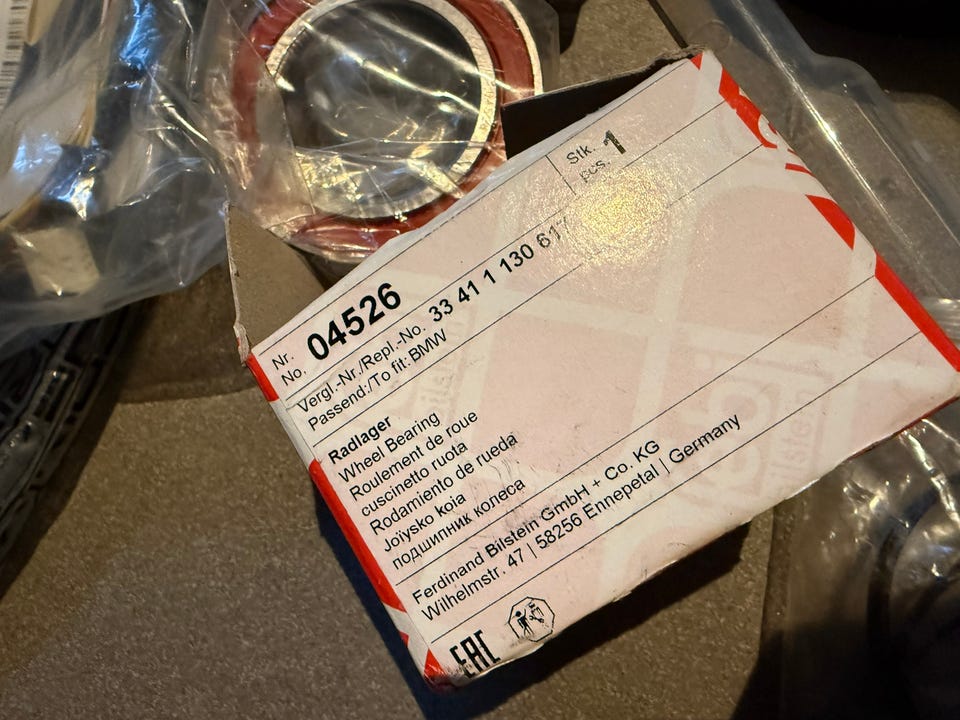 Nr.
No.
04526
Stk.
pcs.
1
Vergl.-Nr./Repl.-No. 33 41 1 130 617
Passend:/To fit: BMW
Radlager
Wheel Bearing
Roulement de roue
cuscinetto ruota
Rodamiento de rueda
Joïysko koia
подшипник колеса
Ferdinand Bilstein GmbH + Co. KG
Wilhelmstr. 47 | 58256 Ennepetal | Germany
EAC